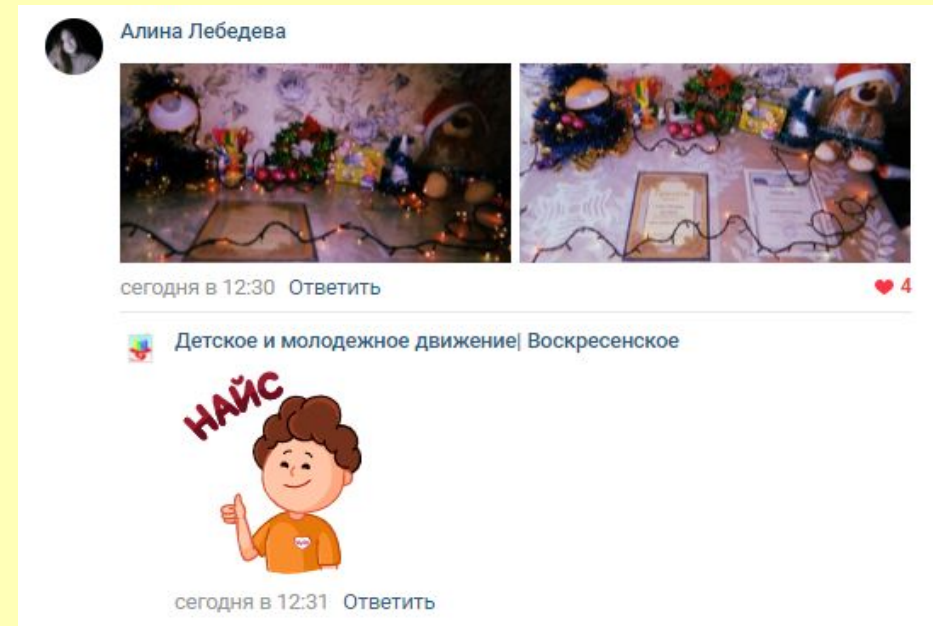 Алина Лебедева
сегодня в 12:30 Ответить
4
Детское и молодежное движение| Воскресенское
НАЙС
сегодня в 12:31 Ответить